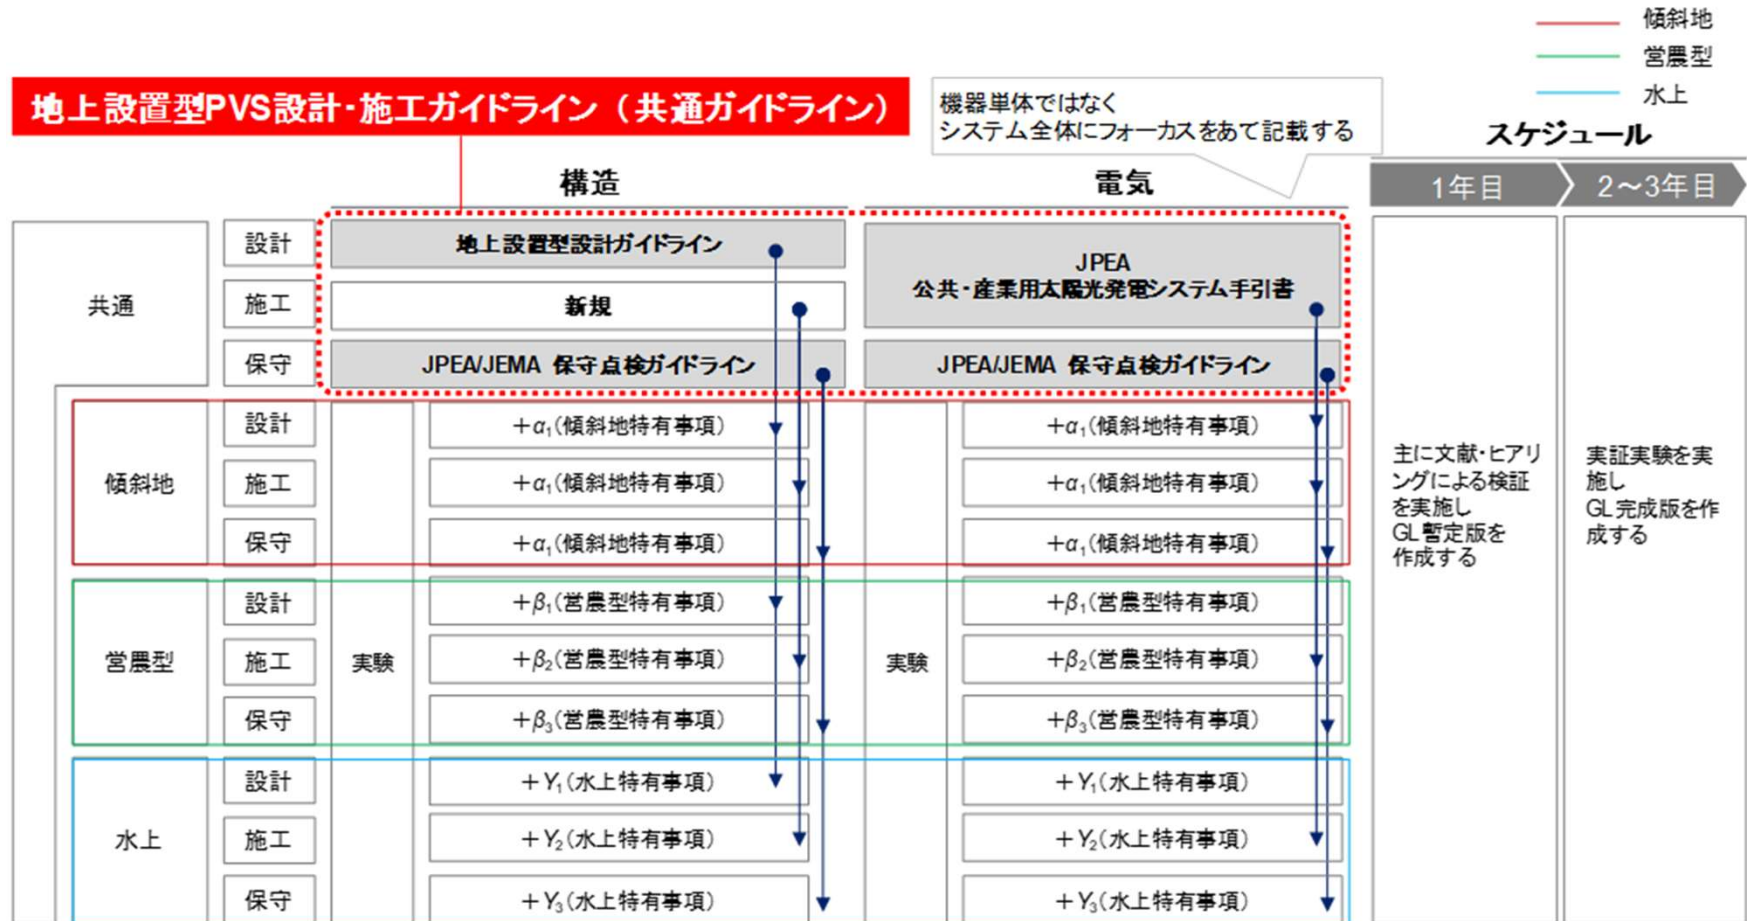 傾斜地
営農型
水上
地上設置型PVS設計・施工ガイドライン（共通ガイドライン）
機器単体ではなく
システム全体にフォーカスをあて記載する
スケジュール
構造
電気
1年目
2～3年目
共通
設計
地上設置型設計ガイドライン
JPEA
公共・産業用太陽光発電システム手引書
施工
新規
保守
JPEA/JEMA 保守点検ガイドライン
JPEA/JEMA 保守点検ガイドライン
傾斜地
設計
＋α₁(傾斜地特有事項)
＋α₁(傾斜地特有事項)
施工
＋α₁(傾斜地特有事項)
＋α₁(傾斜地特有事項)
保守
＋α₁(傾斜地特有事項)
＋α₁(傾斜地特有事項)
主に文献・ヒアリ
ングによる検証
を実施し
GL暫定版を
作成する
実証実験を実
施し
GL完成版を作
成する
営農型
実験
実験
設計
＋β₁(営農型特有事項)
＋β₁(営農型特有事項)
施工
＋β₂(営農型特有事項)
＋β₂(営農型特有事項)
保守
＋β₃(営農型特有事項)
＋β₃(営農型特有事項)
水上
設計
＋Y₁(水上特有事項)
＋Y₁(水上特有事項)
施工
＋Y₂(水上特有事項)
＋Y₂(水上特有事項)
保守
＋Y₃(水上特有事項)
＋Y₃(水上特有事項)